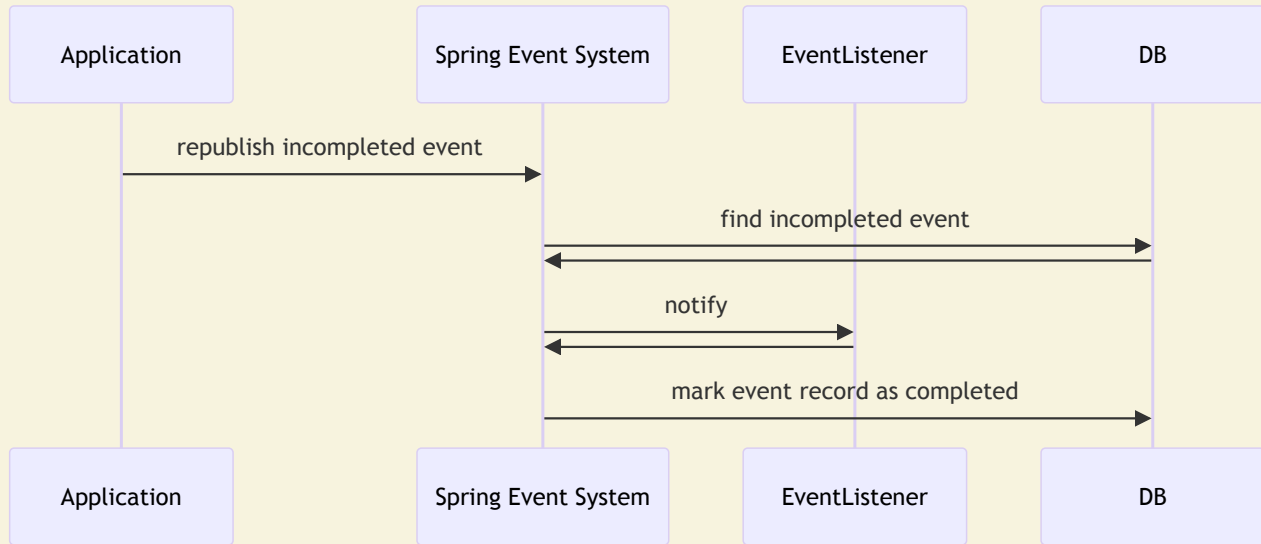 Application
Spring Event System
EventListener
DB
republish incompleted event
find incompleted event
notify
mark event record as completed
Application
Spring Event System
EventListener
DB